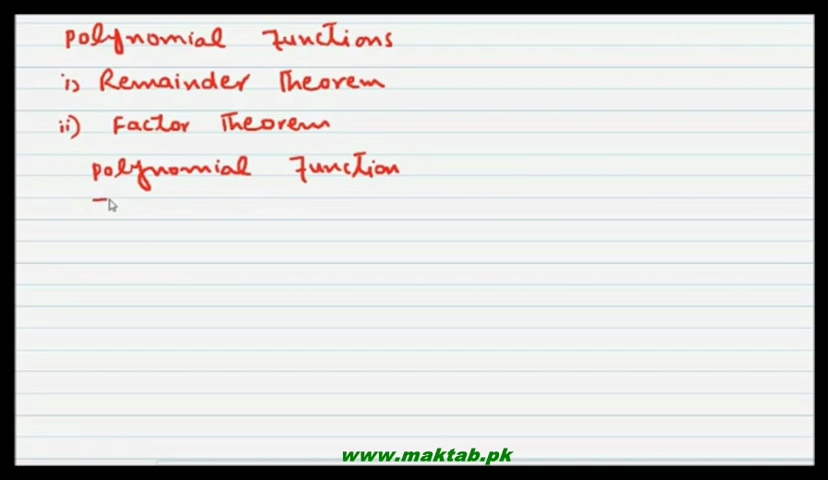 Polynomial Functions
i) Remainder Theorem
ii) Factor Theorem
Polynomial Function
www.maktab.pk